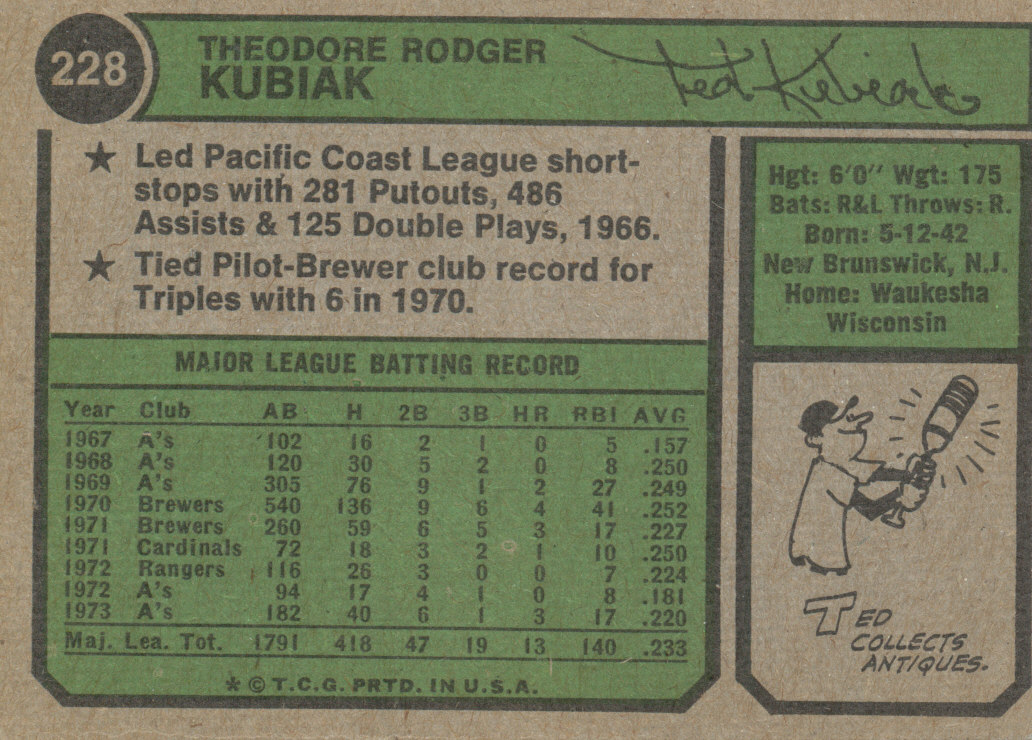 228
THEODORE RODGER
KUBIAK
Ted Kubiak
★ Led Pacific Coast League short-
stops with 281 Putouts, 486
Assists & 125 Double Plays, 1966.
★ Tied Pilot-Brewer club record for
Triples with 6 in 1970.
Hgt: 6'0" Wgt: 175
Bats: R&L Throws: R.
Born: 5-12-42
New Brunswick, N.J.
Home: Waukesha
Wisconsin
MAJOR LEAGUE BATTING RECORD
Year Club AB H 2B 3B HR RBI AVG
1967 A's 102 16 2 1 0 5 .157
1968 A's 120 30 5 2 0 8 .250
1969 A's 305 76 9 1 2 27 .249
1970 Brewers 540 136 9 6 4 41 .252
1971 Brewers 260 59 6 5 3 17 .227
1971 Cardinals 72 18 3 2 1 10 .250
1972 Rangers 116 26 3 0 0 7 .224
1972 A's 94 17 4 1 0 8 .181
1973 A's 182 40 6 1 3 17 .220
Maj. Lea. Tot. 1791 418 47 19 13 140 .233
* © T.C.G. PRTD. IN U.S.A.
TED
COLLECTS
ANTIQUES.